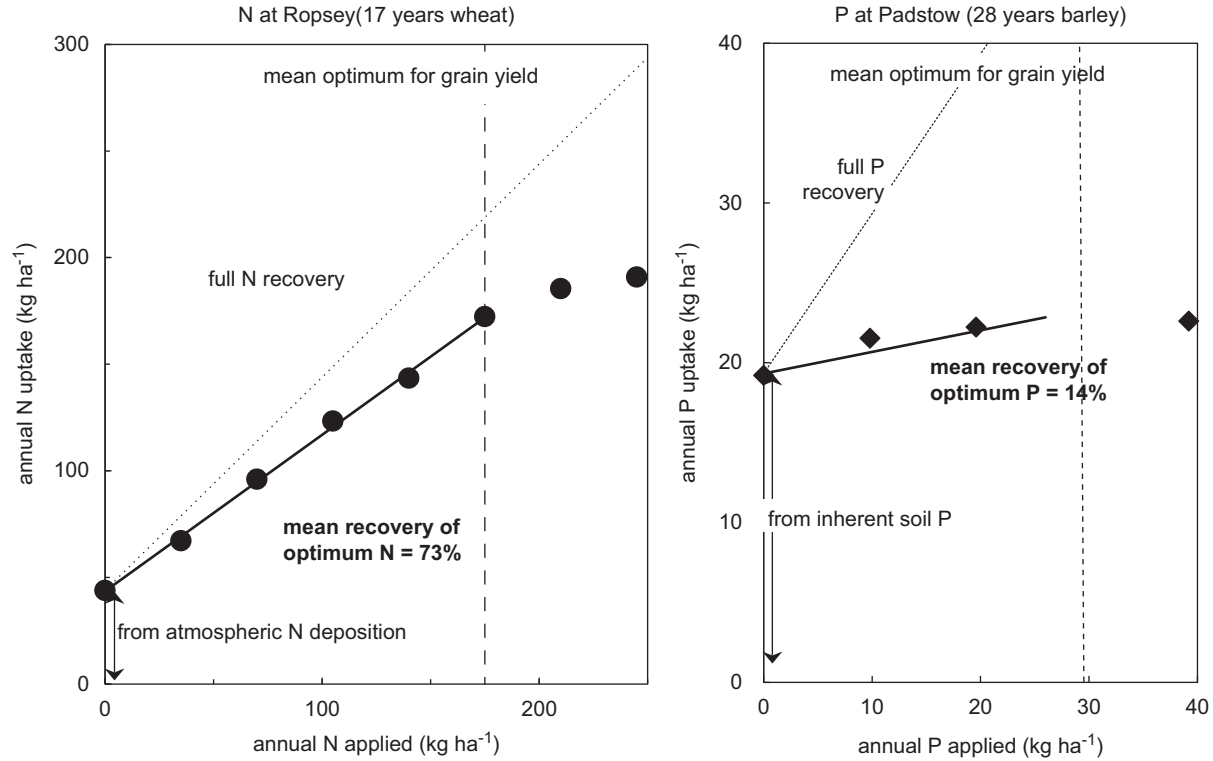 N at Ropsey(17 years wheat)
300
200
100
0
annual N uptake (kg ha⁻¹)
mean optimum for grain yield
full N recovery
mean recovery of
optimum N = 73%
from atmospheric N deposition
0
100
200
annual N applied (kg ha⁻¹)
P at Padstow (28 years barley)
40
30
20
10
0
annual P uptake (kg ha⁻¹)
mean optimum for grain yield
full P
recovery
mean recovery of
optimum P = 14%
from inherent soil P
0
10
20
30
40
annual P applied (kg ha⁻¹)